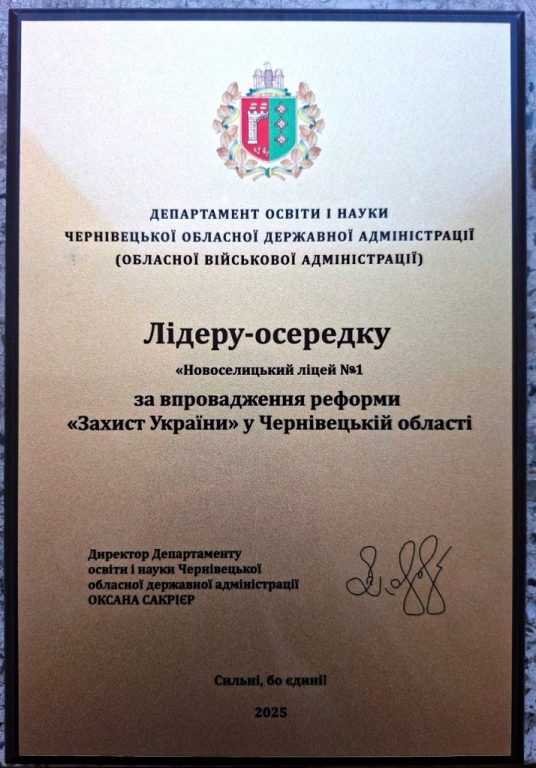 ДЕПАРТАМЕНТ ОСВІТИ І НАУКИ
ЧЕРНІВЕЦЬКОЇ ОБЛАСНОЇ ДЕРЖАВНОЇ АДМІНІСТРАЦІЇ
(ОБЛАСНОЇ ВІЙСЬКОВОЇ АДМІНІСТРАЦІЇ)
Лідеру-осередку
«Новоселицький ліцей №1
за впровадження реформи
«Захист України» у Чернівецькій області
Директор Департаменту
освіти і науки Чернівецької
обласної державної адміністрації
ОКСАНА САКРІЄР
Сильні, бо єдині!
2025